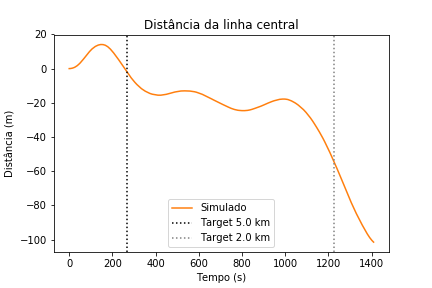 Distância da linha central
Distância (m)
20
0
−20
−40
−60
−80
−100
Simulado
Target 5.0 km
Target 2.0 km
0
200
400
600
800
1000
1200
1400
Tempo (s)